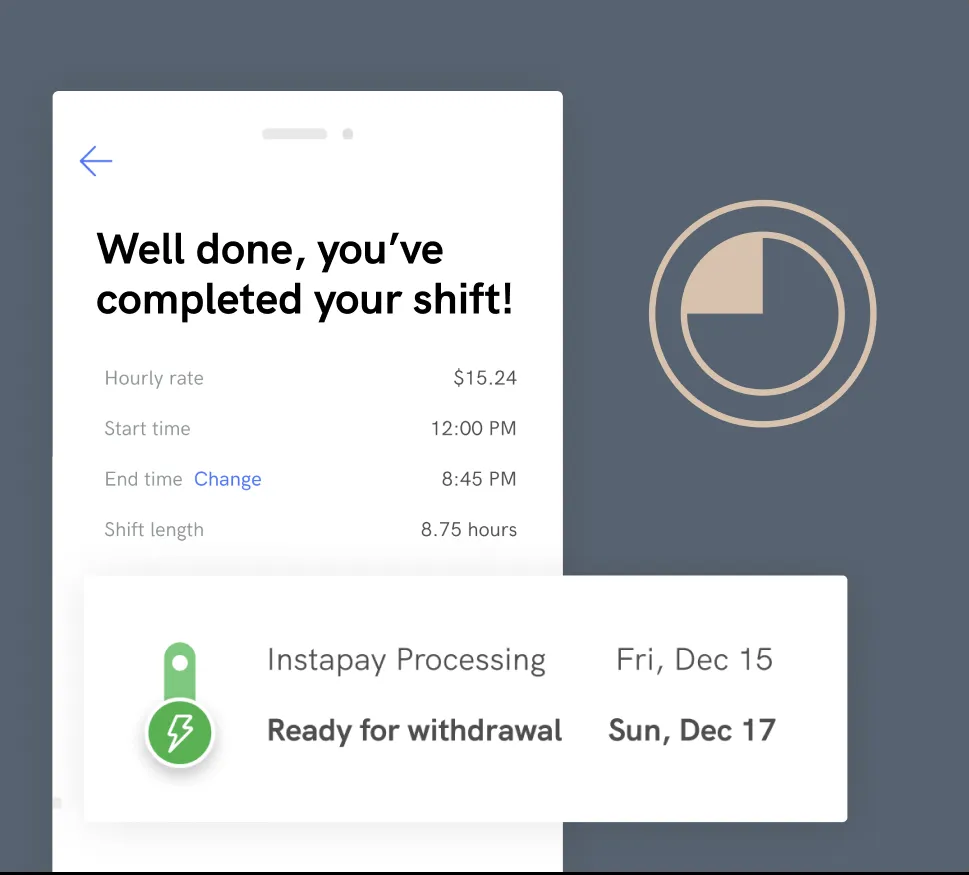 Well done, you’ve
completed your shift!
Hourly rate $15.24
Start time 12:00 PM
End time Change 8:45 PM
Shift length 8.75 hours
Instapay Processing Fri, Dec 15
Ready for withdrawal Sun, Dec 17